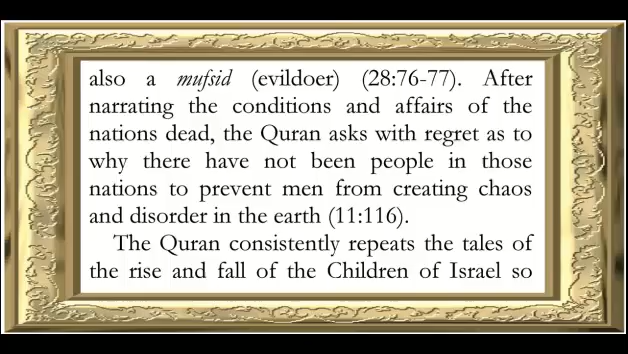 also a mufsid (evildoer) (28:76-77). After
narrating the conditions and affairs of the
nations dead, the Quran asks with regret as to
why there have not been people in those
nations to prevent men from creating chaos
and disorder in the earth (11:116).
The Quran consistently repeats the tales of
the rise and fall of the Children of Israel so